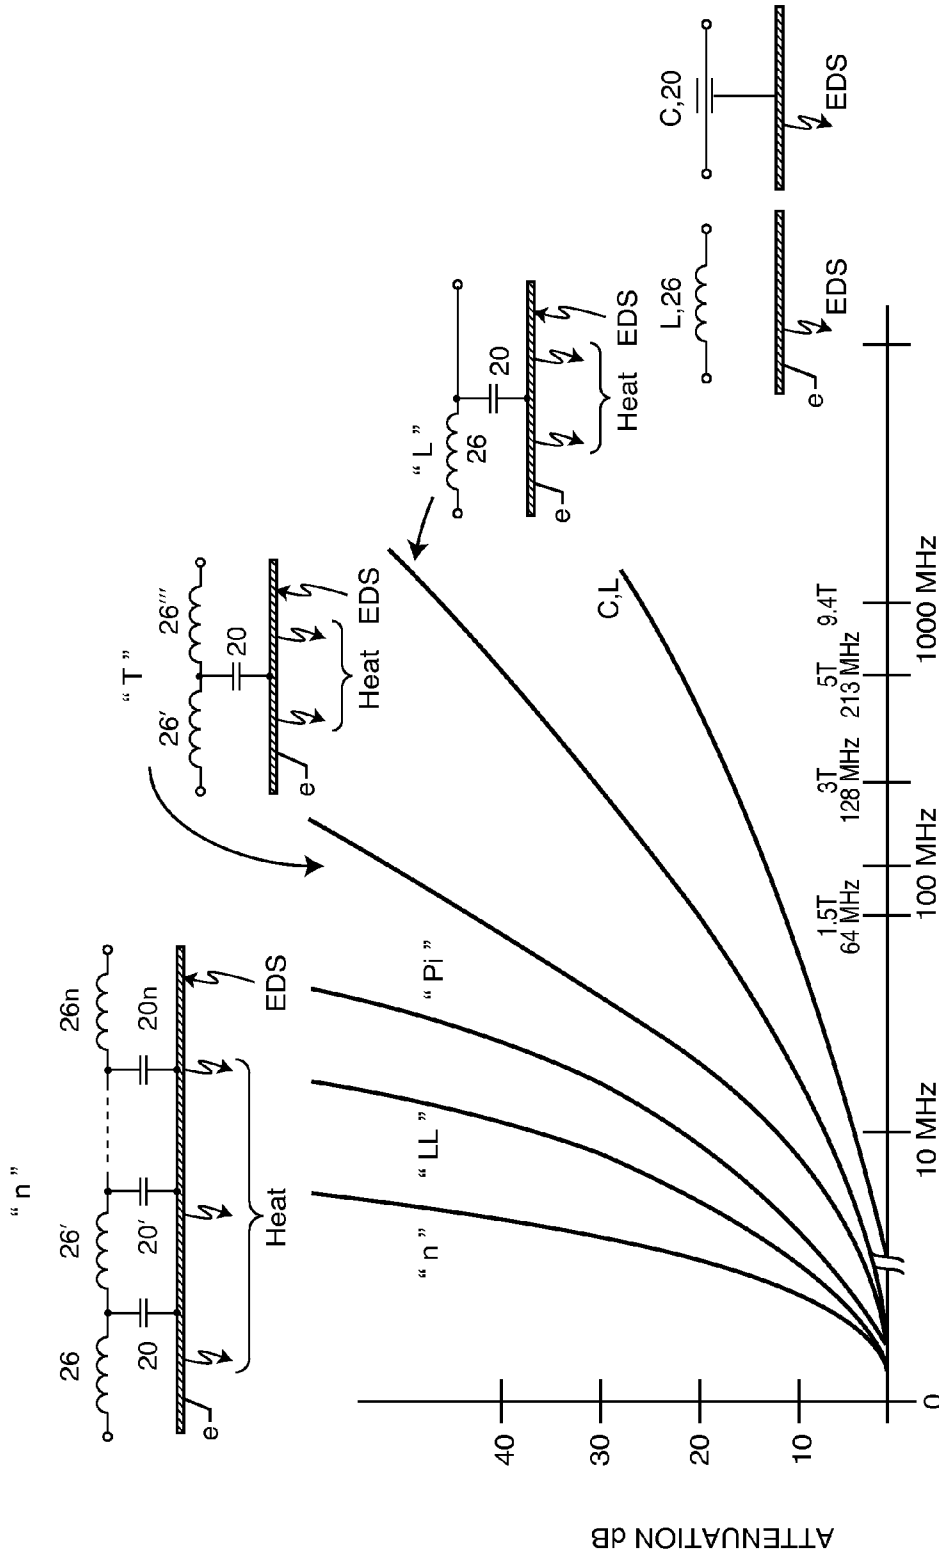 “ n ”
26
26′
26n
20
20′
20n
e
EDS
Heat
“ T ”
26′
26‴
20
e
EDS
Heat
“ L ”
26
20
e
EDS
Heat
L,26
C,20
e
EDS
EDS
“ n ”
“ LL ”
“ Pi ”
C,L
40
30
20
10
ATTENUATION dB
0
10 MHz
1.5T
64 MHz
100 MHz
3T
128 MHz
5T
213 MHz
9.4T
1000 MHz